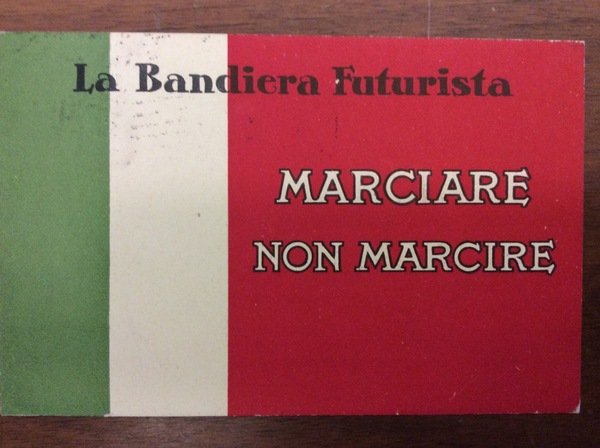 La Bandiera Futurista
MARCIARE
NON MARCIRE